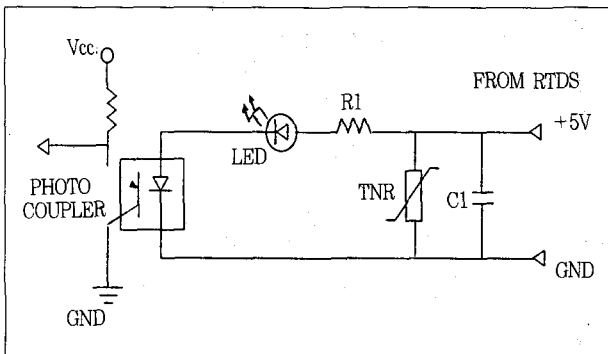 Vcc.
FROM RTDS
R1
+5V
LED
PHOTO
COUPLER
TNR
C1
GND
GND